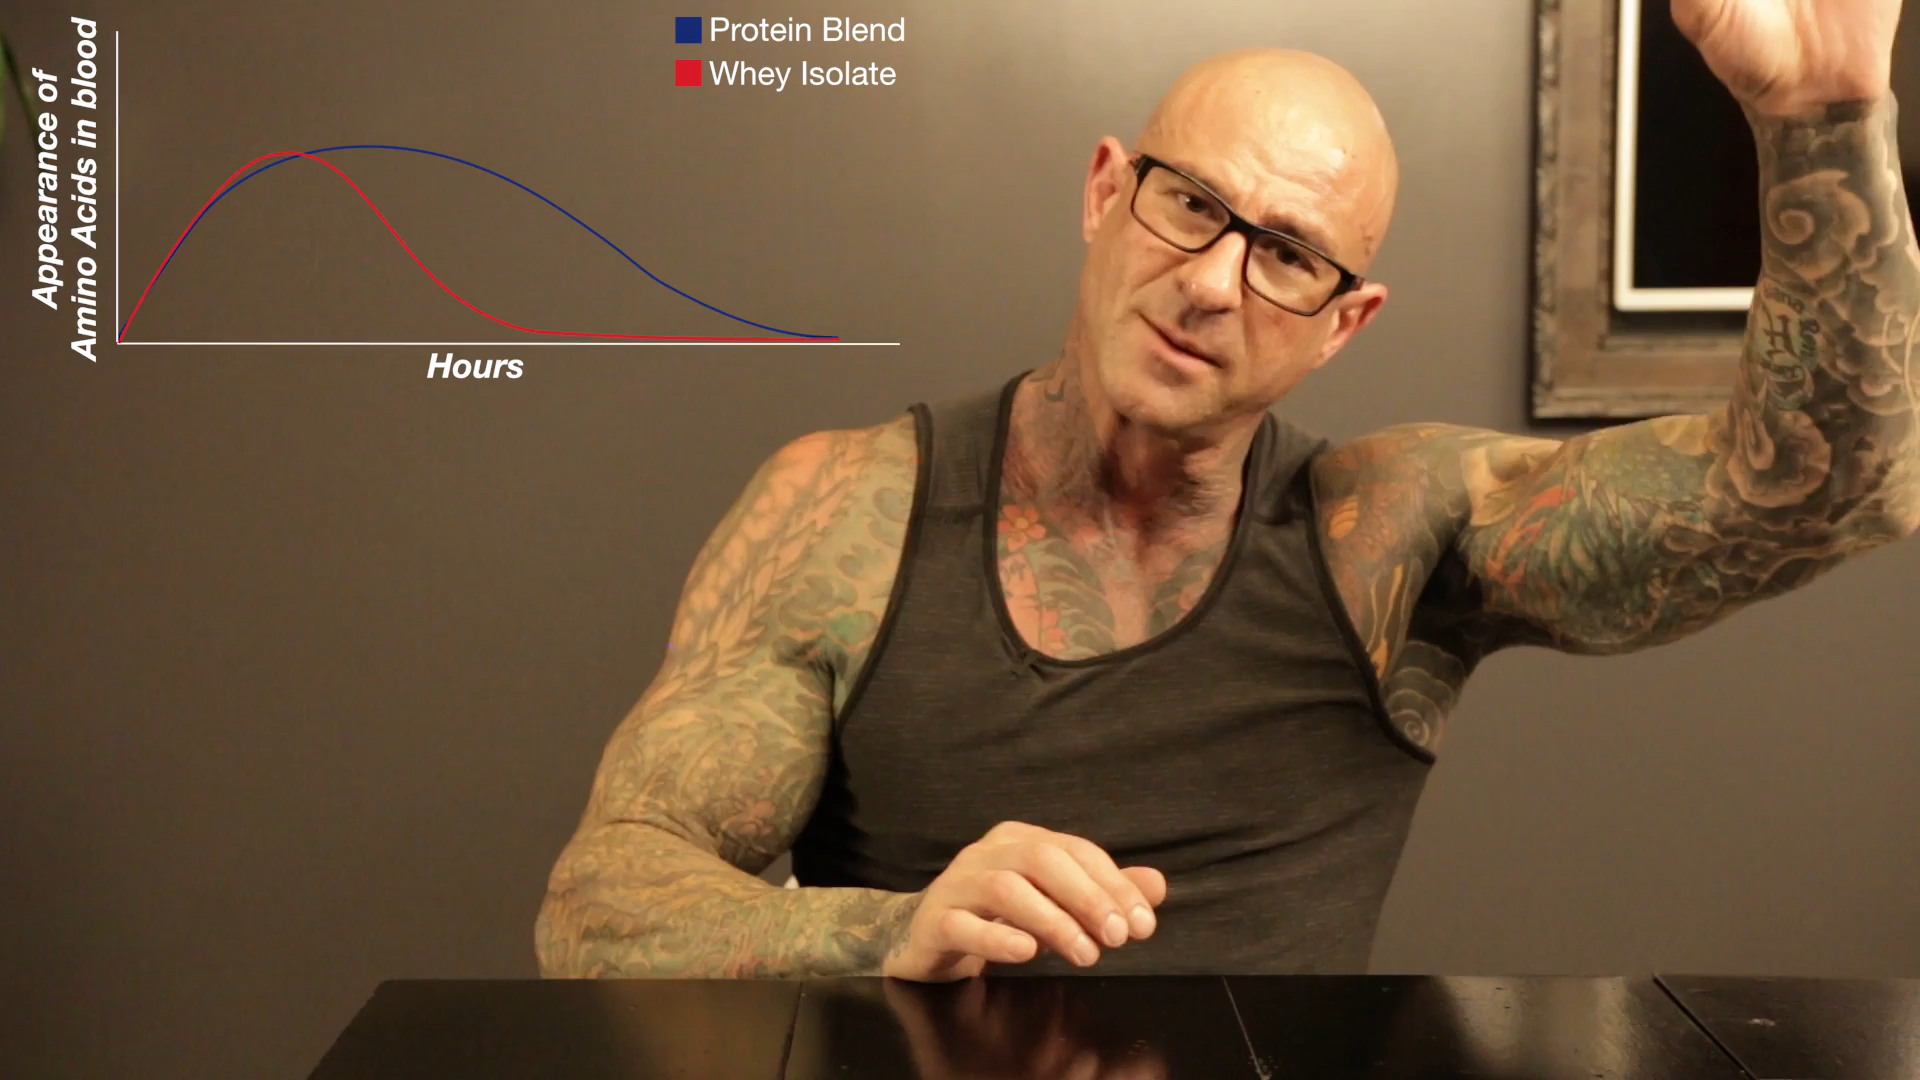 Protein Blend
Whey Isolate
Appearance of
Amino Acids in blood
Hours